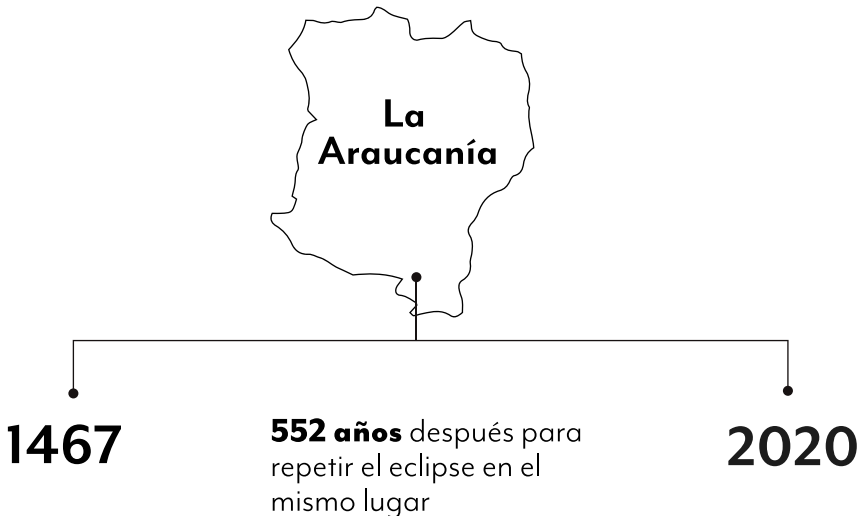 La
Araucanía
1467
552 años después para
repetir el eclipse en el
mismo lugar
2020